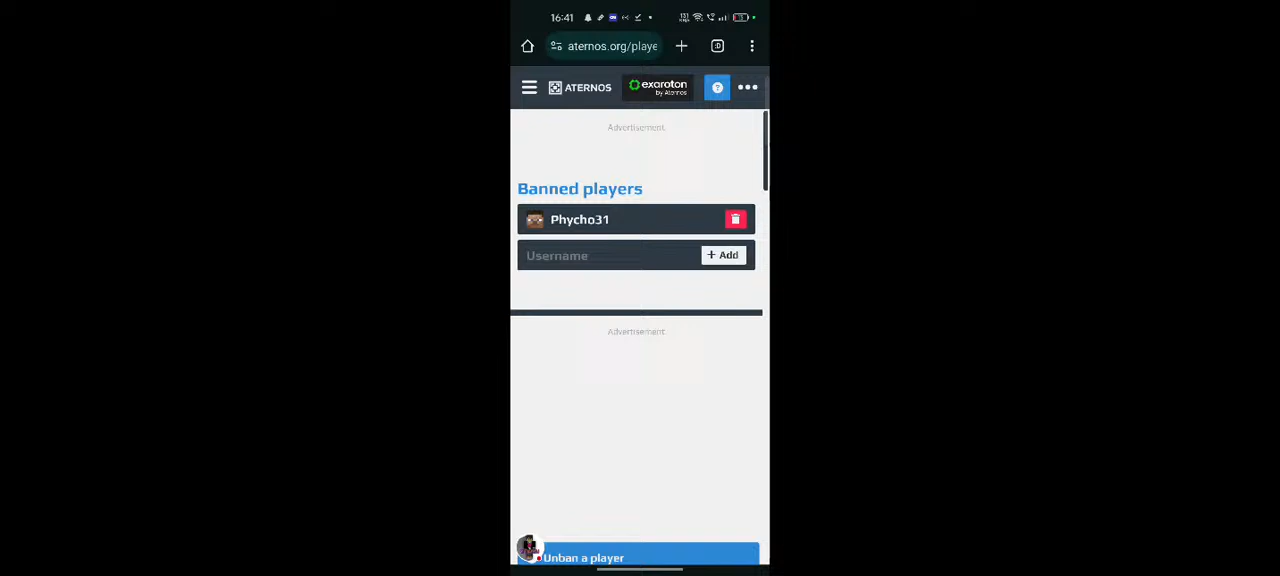 16:41
aternos.org/playe
:D
ATERNOS
exaroton
by Aternos
?
Advertisement
Banned players
Phycho31
Username
+ Add
Advertisement
Unban a player